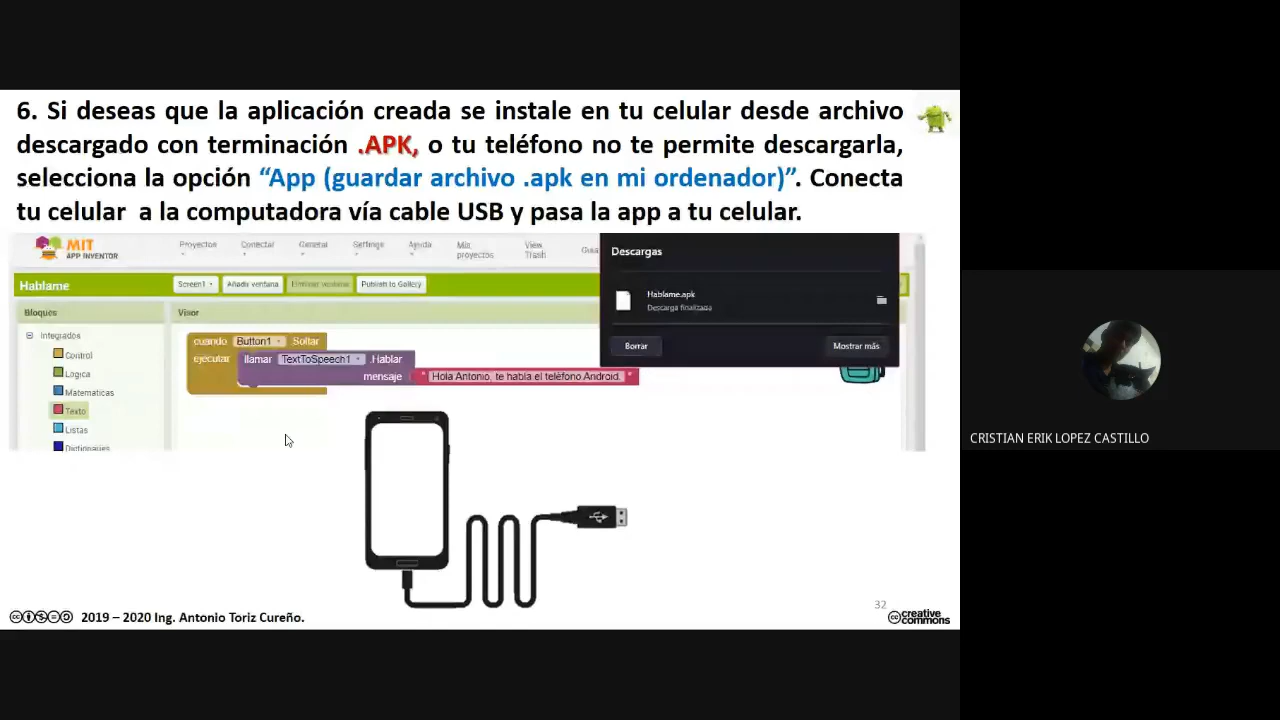 6. Si deseas que la aplicación creada se instale en tu celular desde archivo
descargado con terminación .APK, o tu teléfono no te permite descargarla,
selecciona la opción “App (guardar archivo .apk en mi ordenador)”. Conecta
tu celular a la computadora vía cable USB y pasa la app a tu celular.
MIT
APP INVENTOR
Proyectos
Conectar
Generar
Settings
Ayuda
Mis
proyectos
View
Trash
Guía
Descargas
Hablame.apk
Descarga finalizada
Borrar
Mostrar más
Hablame
Screen1
Añadir ventana
Eliminar ventana
Publish to Gallery
Bloques
Visor
Integrados
Control
Lógica
Matemáticas
Texto
Listas
Diccionarios
cuando Button1 .Soltar
ejecutar llamar TextToSpeech1 .Hablar
mensaje " Hola Antonio, te habla el teléfono Android. "
CRISTIAN ERIK LOPEZ CASTILLO
32
2019 – 2020 Ing. Antonio Toriz Cureño.
cc creative
commons